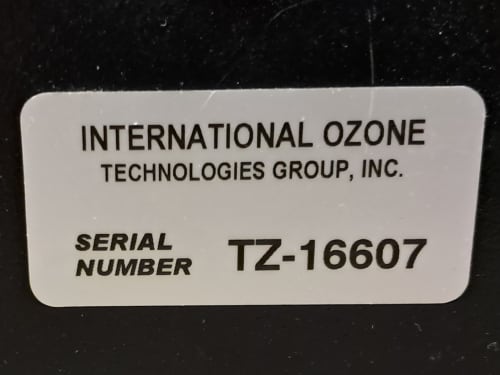 INTERNATIONAL OZONE
TECHNOLOGIES GROUP, INC.
SERIAL
NUMBER TZ-16607